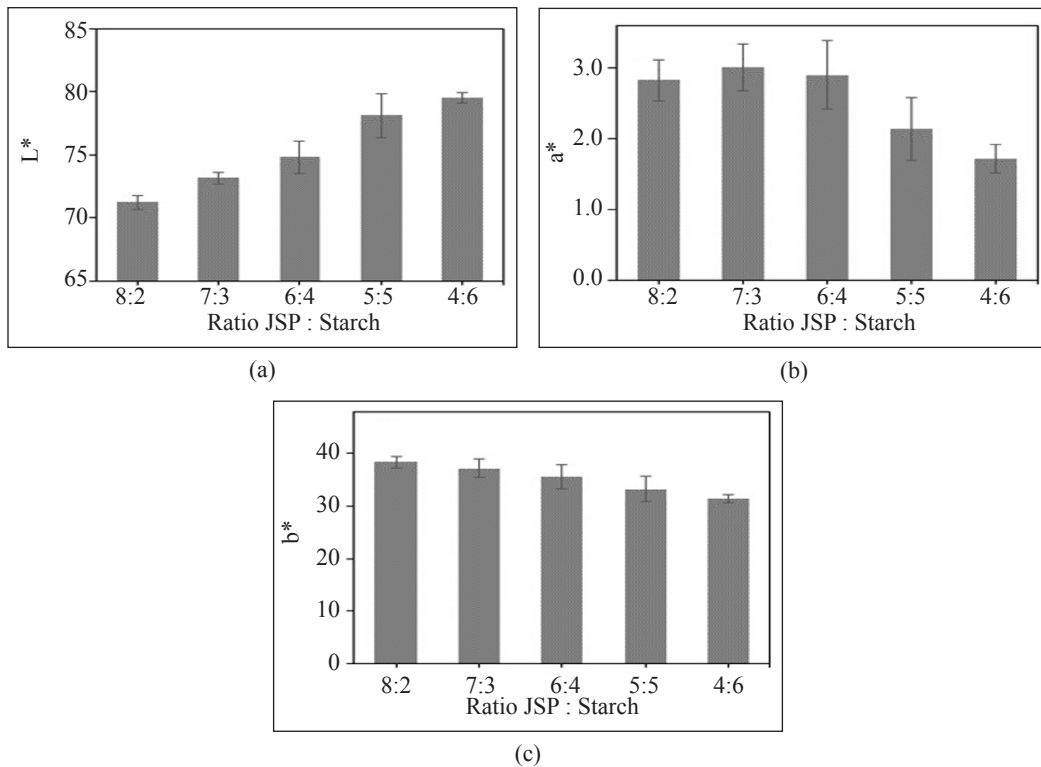 85
80
75
70
65
L*
8:2 7:3 6:4 5:5 4:6
Ratio JSP : Starch
(a)
3.0
2.0
1.0
0.0
a*
8:2 7:3 6:4 5:5 4:6
Ratio JSP : Starch
(b)
40
30
20
10
0
b*
8:2 7:3 6:4 5:5 4:6
Ratio JSP : Starch
(c)